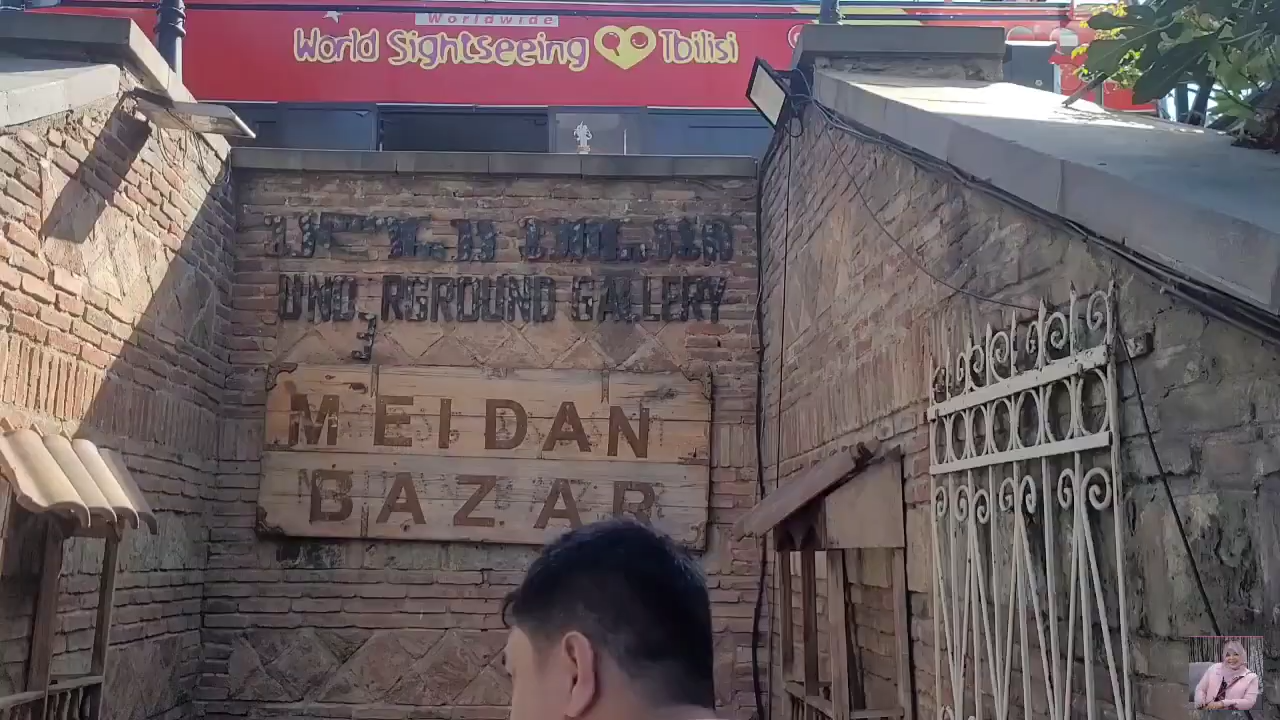 Worldwide
World Sightseeing Tbilisi
UND RGROUND GALLERY
MEIDAN
BAZAR